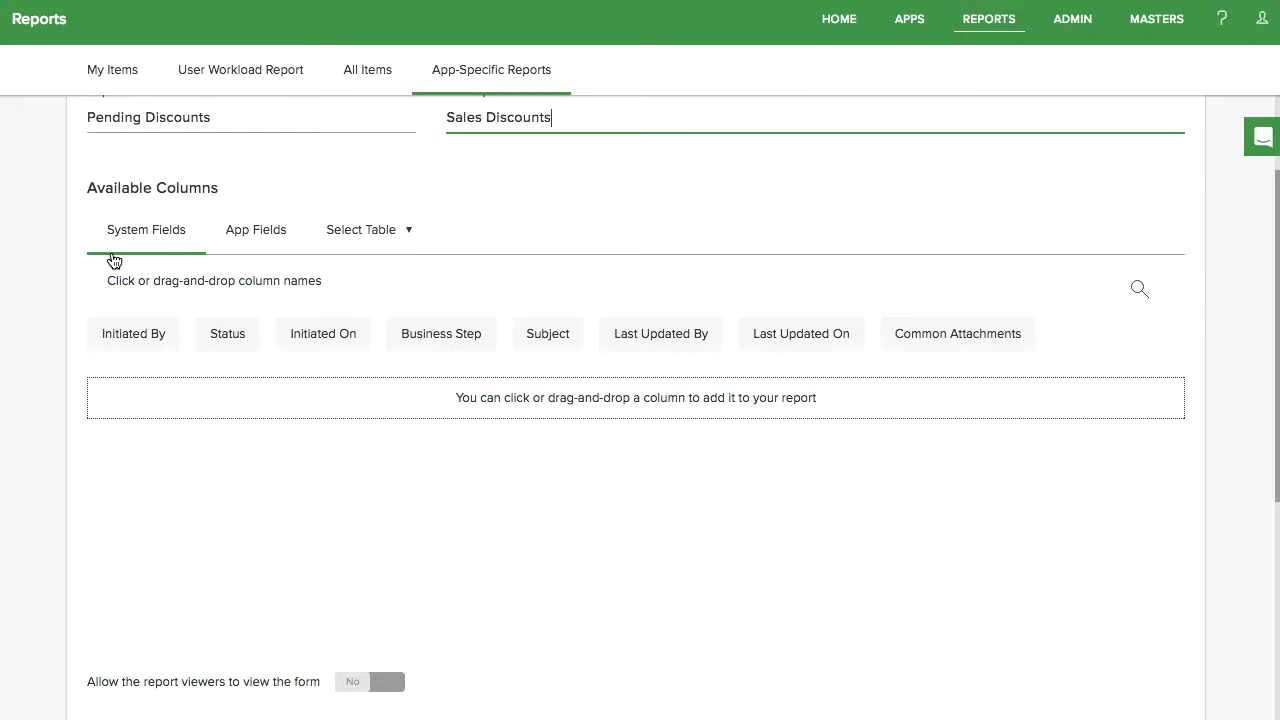 Reports
HOME APPS REPORTS ADMIN MASTERS ?
My Items User Workload Report All Items App-Specific Reports
Pending Discounts Sales Discounts
Available Columns
System Fields App Fields Select Table ▼
Click or drag-and-drop column names
Initiated By Status Initiated On Business Step Subject Last Updated By Last Updated On Common Attachments
You can click or drag-and-drop a column to add it to your report
Allow the report viewers to view the form No